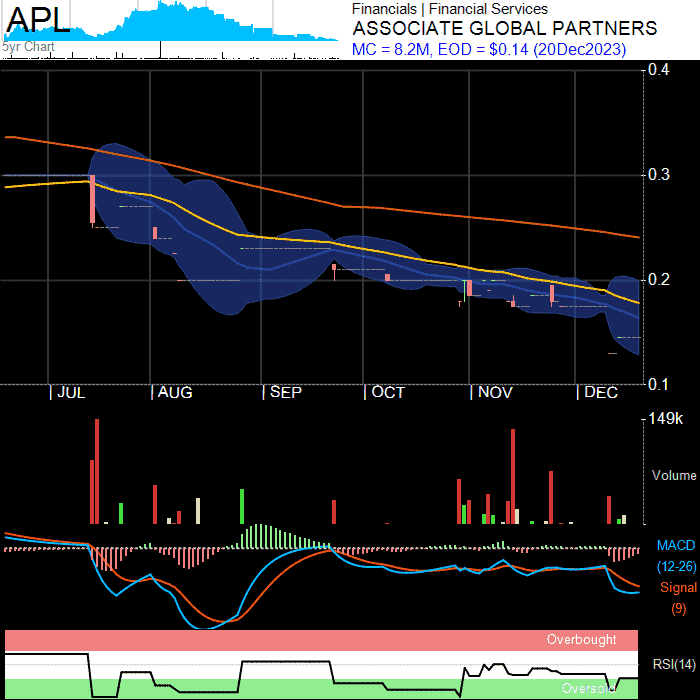 APL
5yr Chart
Financials | Financial Services
ASSOCIATE GLOBAL PARTNERS
MC = 8.2M, EOD = $0.14 (20Dec2023)
0.4
0.3
0.2
0.1
| JUL | AUG | SEP | OCT | NOV | DEC
149k
Volume
MACD
(12-26)
Signal
(9)
Overbought
RSI(14)
Oversold